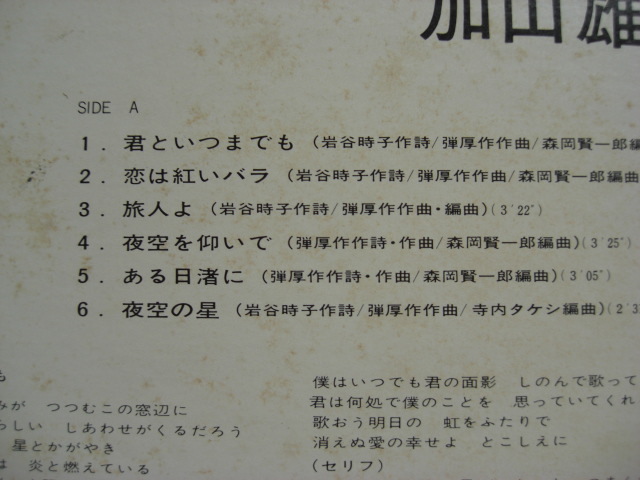 加山雄
SIDE A
1. 君といつまでも (岩谷時子作詩/弾厚作作曲/森岡賢一郎編
2. 恋は紅いバラ (岩谷時子作詩/弾厚作作曲/森岡賢一郎編曲
3. 旅人よ (岩谷時子作詩/弾厚作作曲・編曲)(3′22″)
4. 夜空を仰いで (弾厚作作詩・作曲/森岡賢一郎編曲)(3′25″)
5. ある日渚に (弾厚作作詩・作曲/森岡賢一郎編曲)(3′05″)
6. 夜空の星 (岩谷時子作詩/弾厚作作曲/寺内タケシ編曲)(2′3
も
みが つつむこの窓辺に
らしい しあわせがくるだろう
星とかがやき
は 炎と燃えている
僕はいつでも君の面影 しのんで歌って
君は何処で僕のことを 思っていてくれ
歌おう明日の 虹をふたりで
消えぬ愛の幸せよ とこしえに
(セリフ)